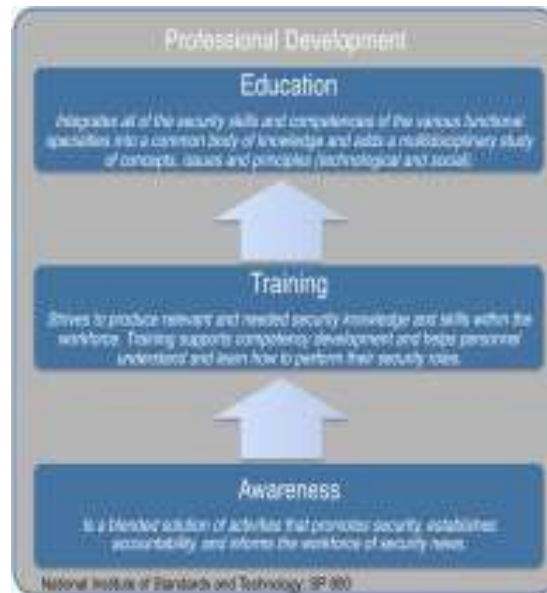 Professional Development
Education
Integrates all of the security skills and competencies of the various functional
specialties into a common body of knowledge and adds a multidisciplinary study
of concepts, issues and principles (technological and social).
Training
Strives to produce relevant and needed security knowledge and skills within the
workforce. Training supports competency development and helps personnel
understand and learn how to perform their security roles.
Awareness
Is a blended solution of activities that promotes security, establishes
accountability, and informs the workforce of security news.
National Institute of Standards and Technology: SP 800